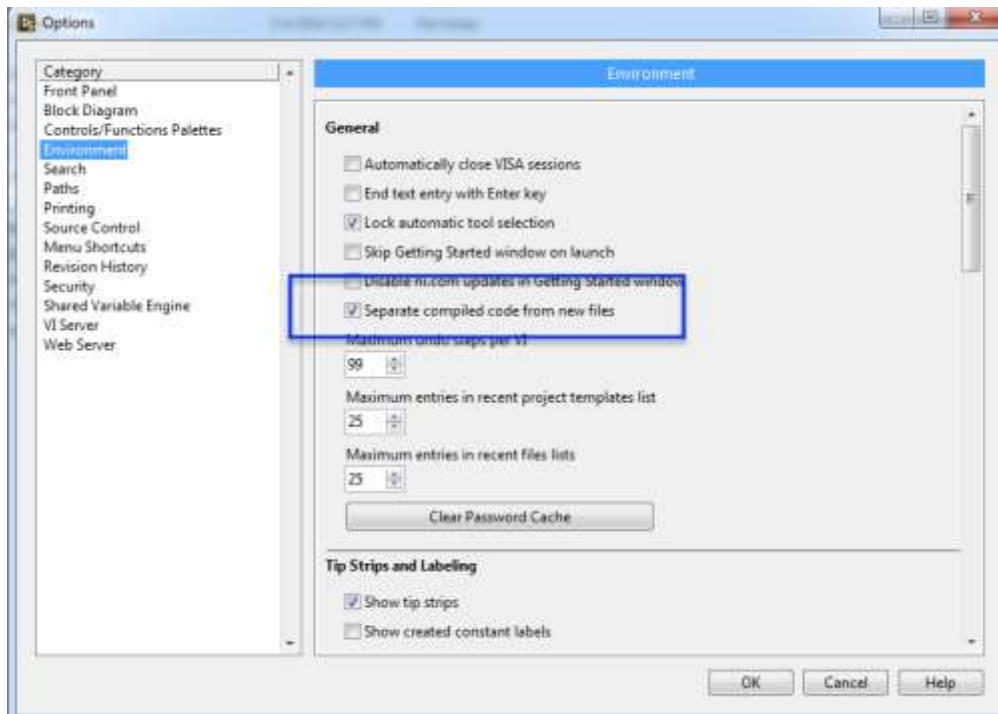 Options
Category
Front Panel
Block Diagram
Controls/Functions Palettes
Environment
Search
Paths
Printing
Source Control
Menu Shortcuts
Revision History
Security
Shared Variable Engine
VI Server
Web Server
Environment
General
Automatically close VISA sessions
End text entry with Enter key
Lock automatic tool selection
Skip Getting Started window on launch
Disable ni.com updates in Getting Started window
Separate compiled code from new files
Maximum undo steps per VI
99
Maximum entries in recent project templates list
25
Maximum entries in recent files lists
25
Clear Password Cache
Tip Strips and Labeling
Show tip strips
Show created constant labels
OK
Cancel
Help